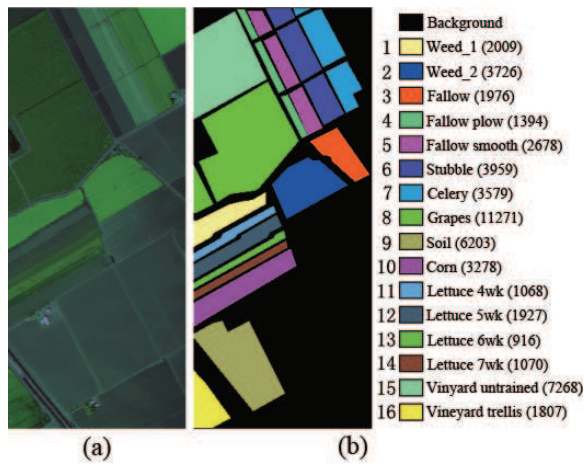 Background
1 Weed_1 (2009)
2 Weed_2 (3726)
3 Fallow (1976)
4 Fallow plow (1394)
5 Fallow smooth (2678)
6 Stubble (3959)
7 Celery (3579)
8 Grapes (11271)
9 Soil (6203)
10 Corn (3278)
11 Lettuce 4wk (1068)
12 Lettuce 5wk (1927)
13 Lettuce 6wk (916)
14 Lettuce 7wk (1070)
15 Vinyard untrained (7268)
16 Vineyard trellis (1807)
(a) (b)